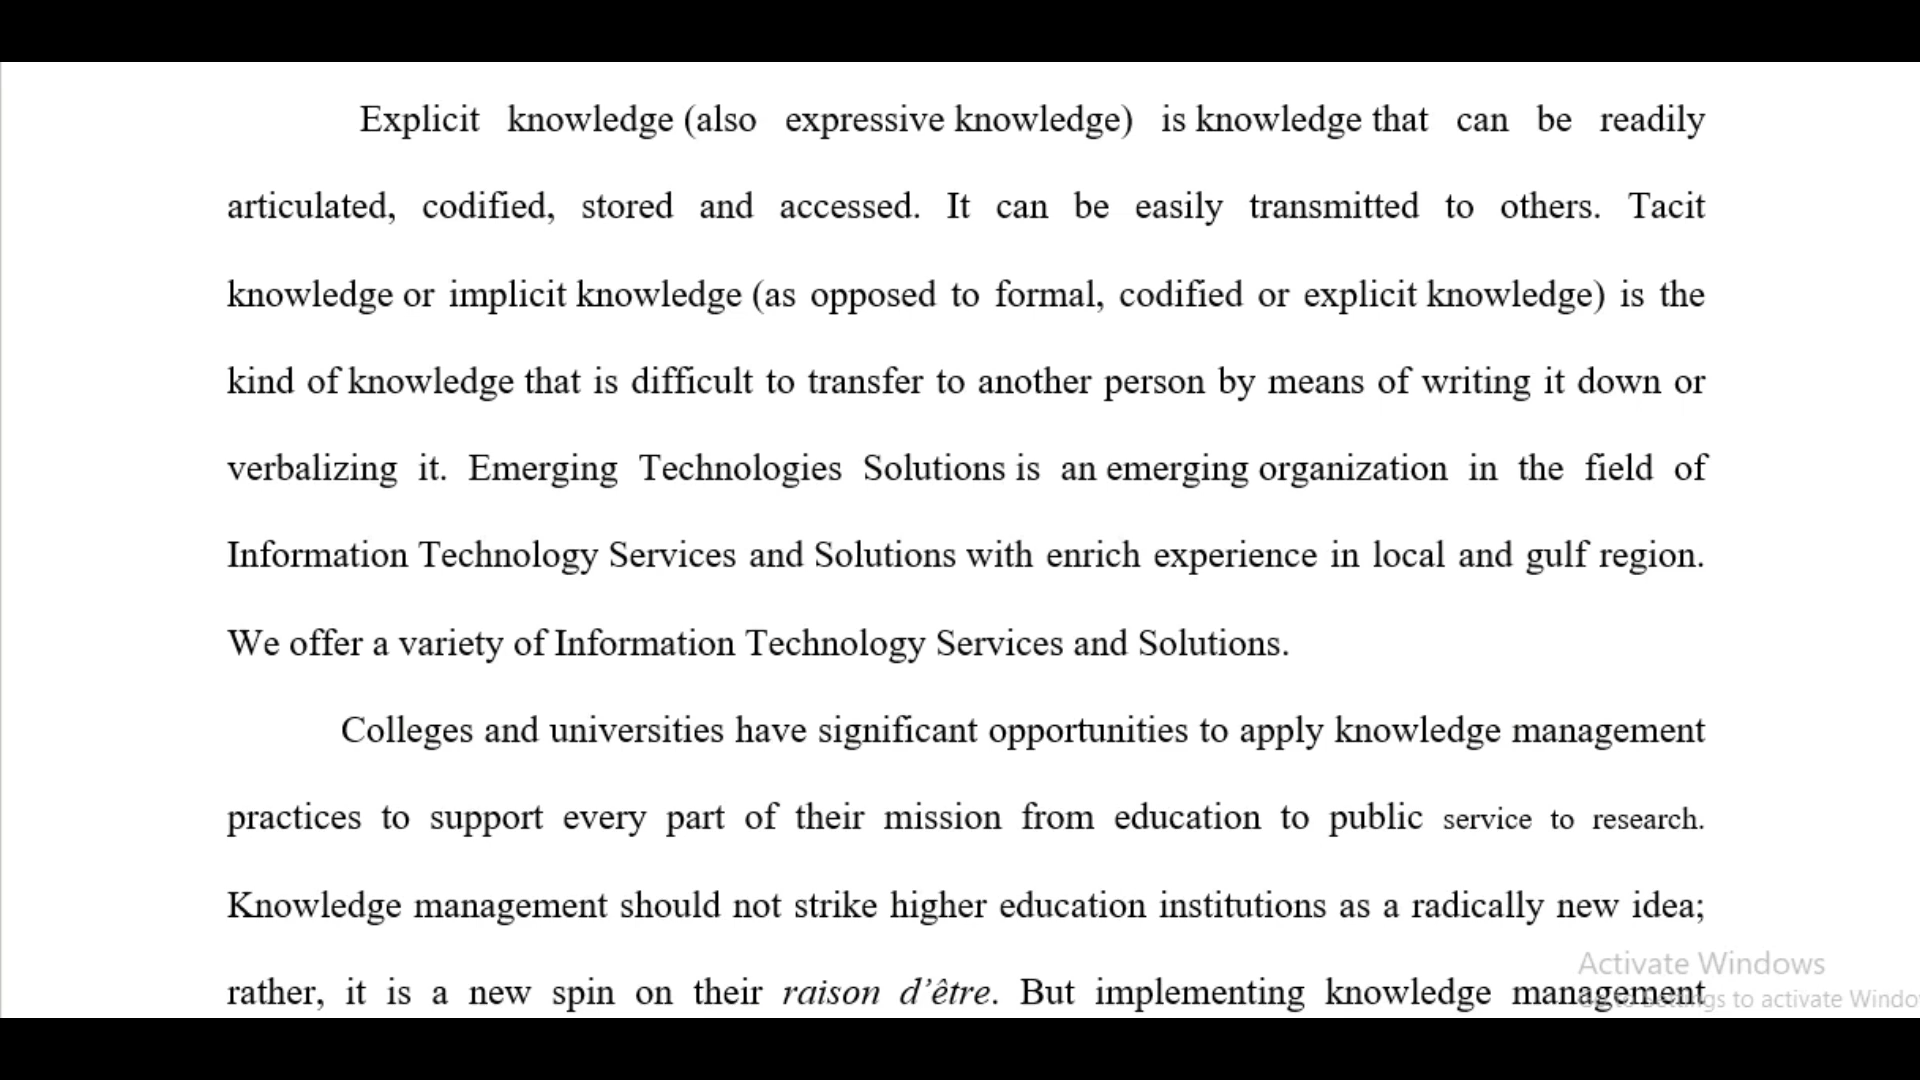 Explicit knowledge (also expressive knowledge) is knowledge that can be readily
articulated, codified, stored and accessed. It can be easily transmitted to others. Tacit
knowledge or implicit knowledge (as opposed to formal, codified or explicit knowledge) is the
kind of knowledge that is difficult to transfer to another person by means of writing it down or
verbalizing it. Emerging Technologies Solutions is an emerging organization in the field of
Information Technology Services and Solutions with enrich experience in local and gulf region.
We offer a variety of Information Technology Services and Solutions.
Colleges and universities have significant opportunities to apply knowledge management
practices to support every part of their mission from education to public service to research.
Knowledge management should not strike higher education institutions as a radically new idea;
rather, it is a new spin on their raison d’être. But implementing knowledge management
Activate Windows
to activate